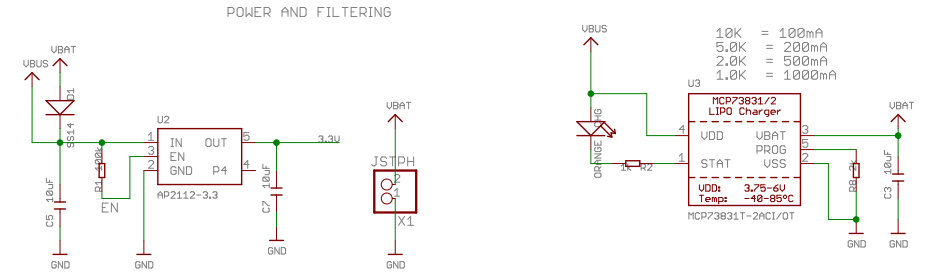 POWER AND FILTERING
VBAT
VBUS
D1
SS14
U2
1 IN OUT 5
3 EN
2 GND P4 4
AP2112-3.3
3.3V
R1 100k
EN
C5 10uF
C7 10uF
GND
GND
GND
VBAT
JSTPH
2
1
X1
GND
VBUS
10K = 100mA
5.0K = 200mA
2.0K = 500mA
1.0K = 1000mA
U3
MCP73831/2
LIPO Charger
ORANGE CHG
4 VDD VBAT 3
PROG 5
1 STAT VSS 2
1k R2
VDD: 3.75-6V
Temp: -40-85ºC
MCP73831T-2ACI/OT
VBAT
R8 2k
C3 10uF
GND
GND